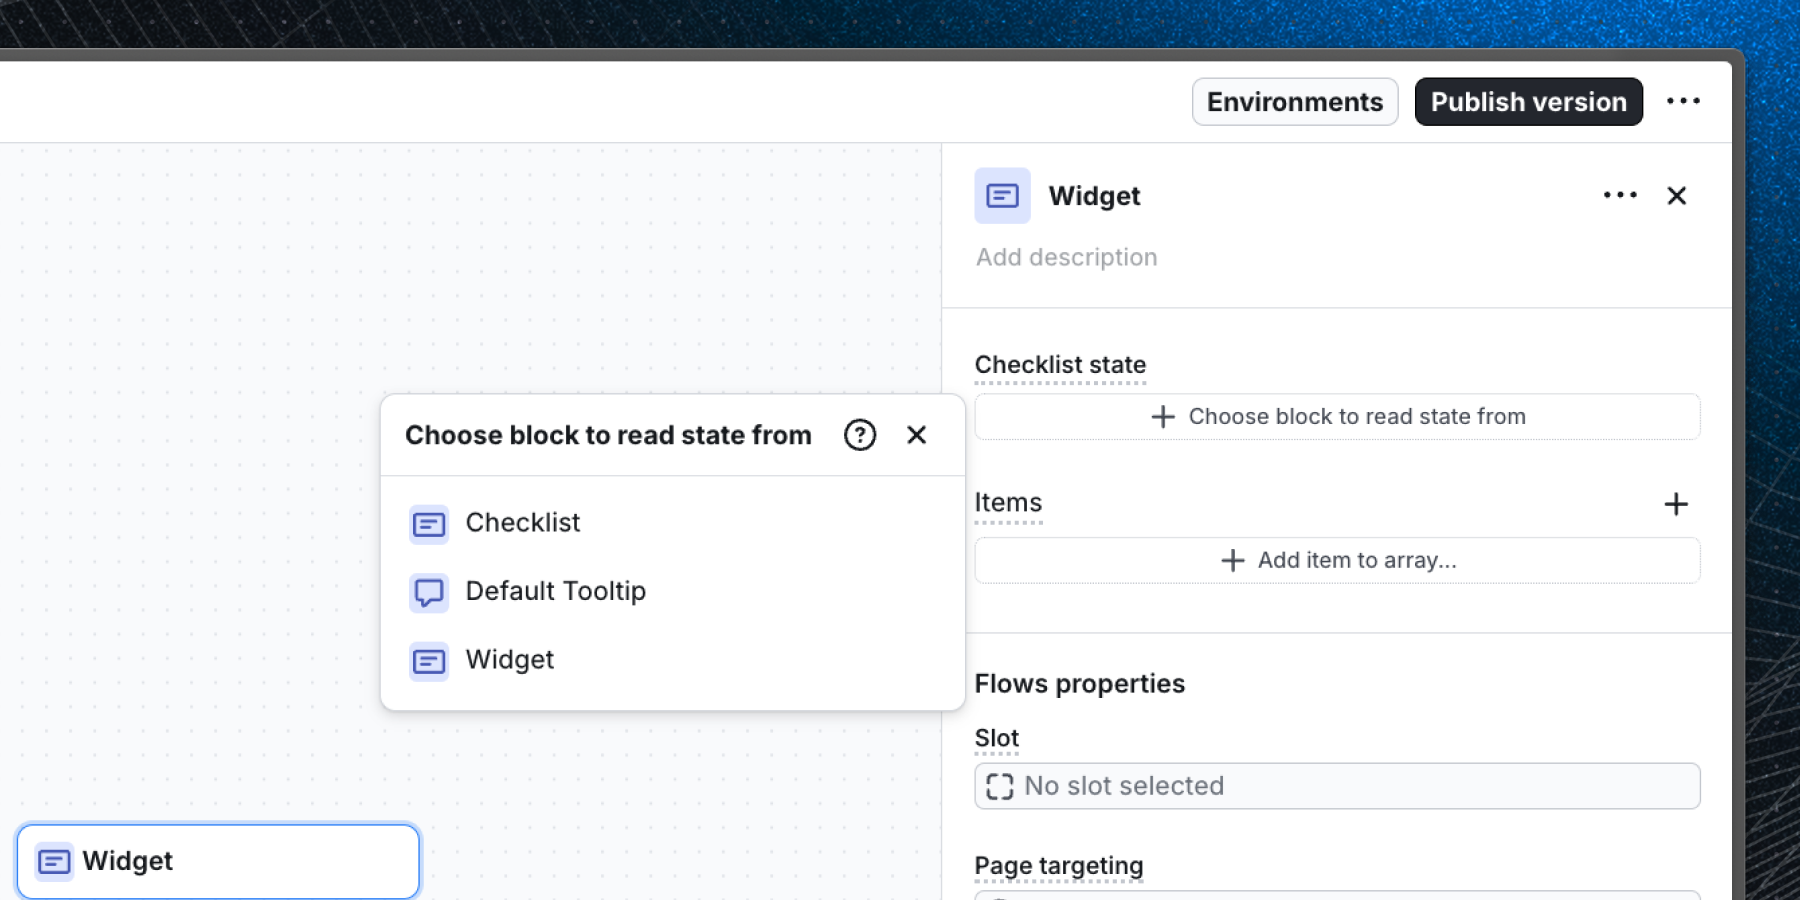 Environments
Publish version
Widget
Add description
Checklist state
Choose block to read state from
Choose block to read state from
Checklist
Default Tooltip
Widget
Items
Add item to array...
Flows properties
Slot
No slot selected
Page targeting
Widget